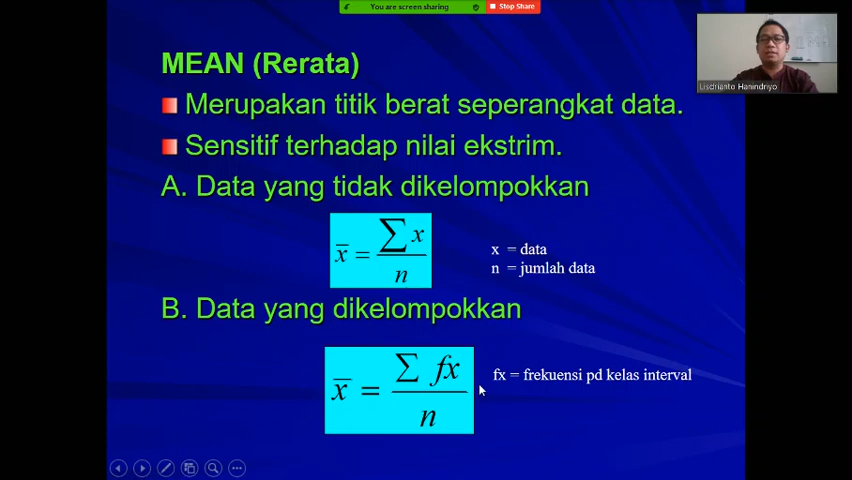 You are screen sharing
Stop Share
Lisdrianto Hanindriyo
MEAN (Rerata)
Merupakan titik berat seperangkat data.
Sensitif terhadap nilai ekstrim.
A. Data yang tidak dikelompokkan
x̅ = ∑ x / n
x = data
n = jumlah data
B. Data yang dikelompokkan
x̅ = ∑ fx / n
fx = frekuensi pd kelas interval